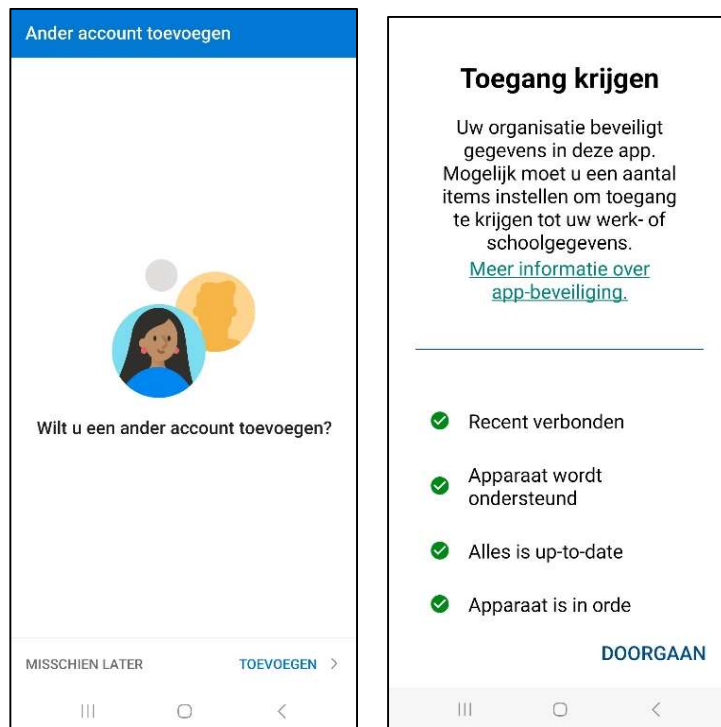 Ander account toevoegen
Wilt u een ander account toevoegen?
MISSCHIEN LATER
TOEVOEGEN
Toegang krijgen
Uw organisatie beveiligt
gegevens in deze app.
Mogelijk moet u een aantal
items instellen om toegang
te krijgen tot uw werk- of
schoolgegevens.
Meer informatie over
app-beveiliging.
Recent verbonden
Apparaat wordt
ondersteund
Alles is up-to-date
Apparaat is in orde
DOORGAAN